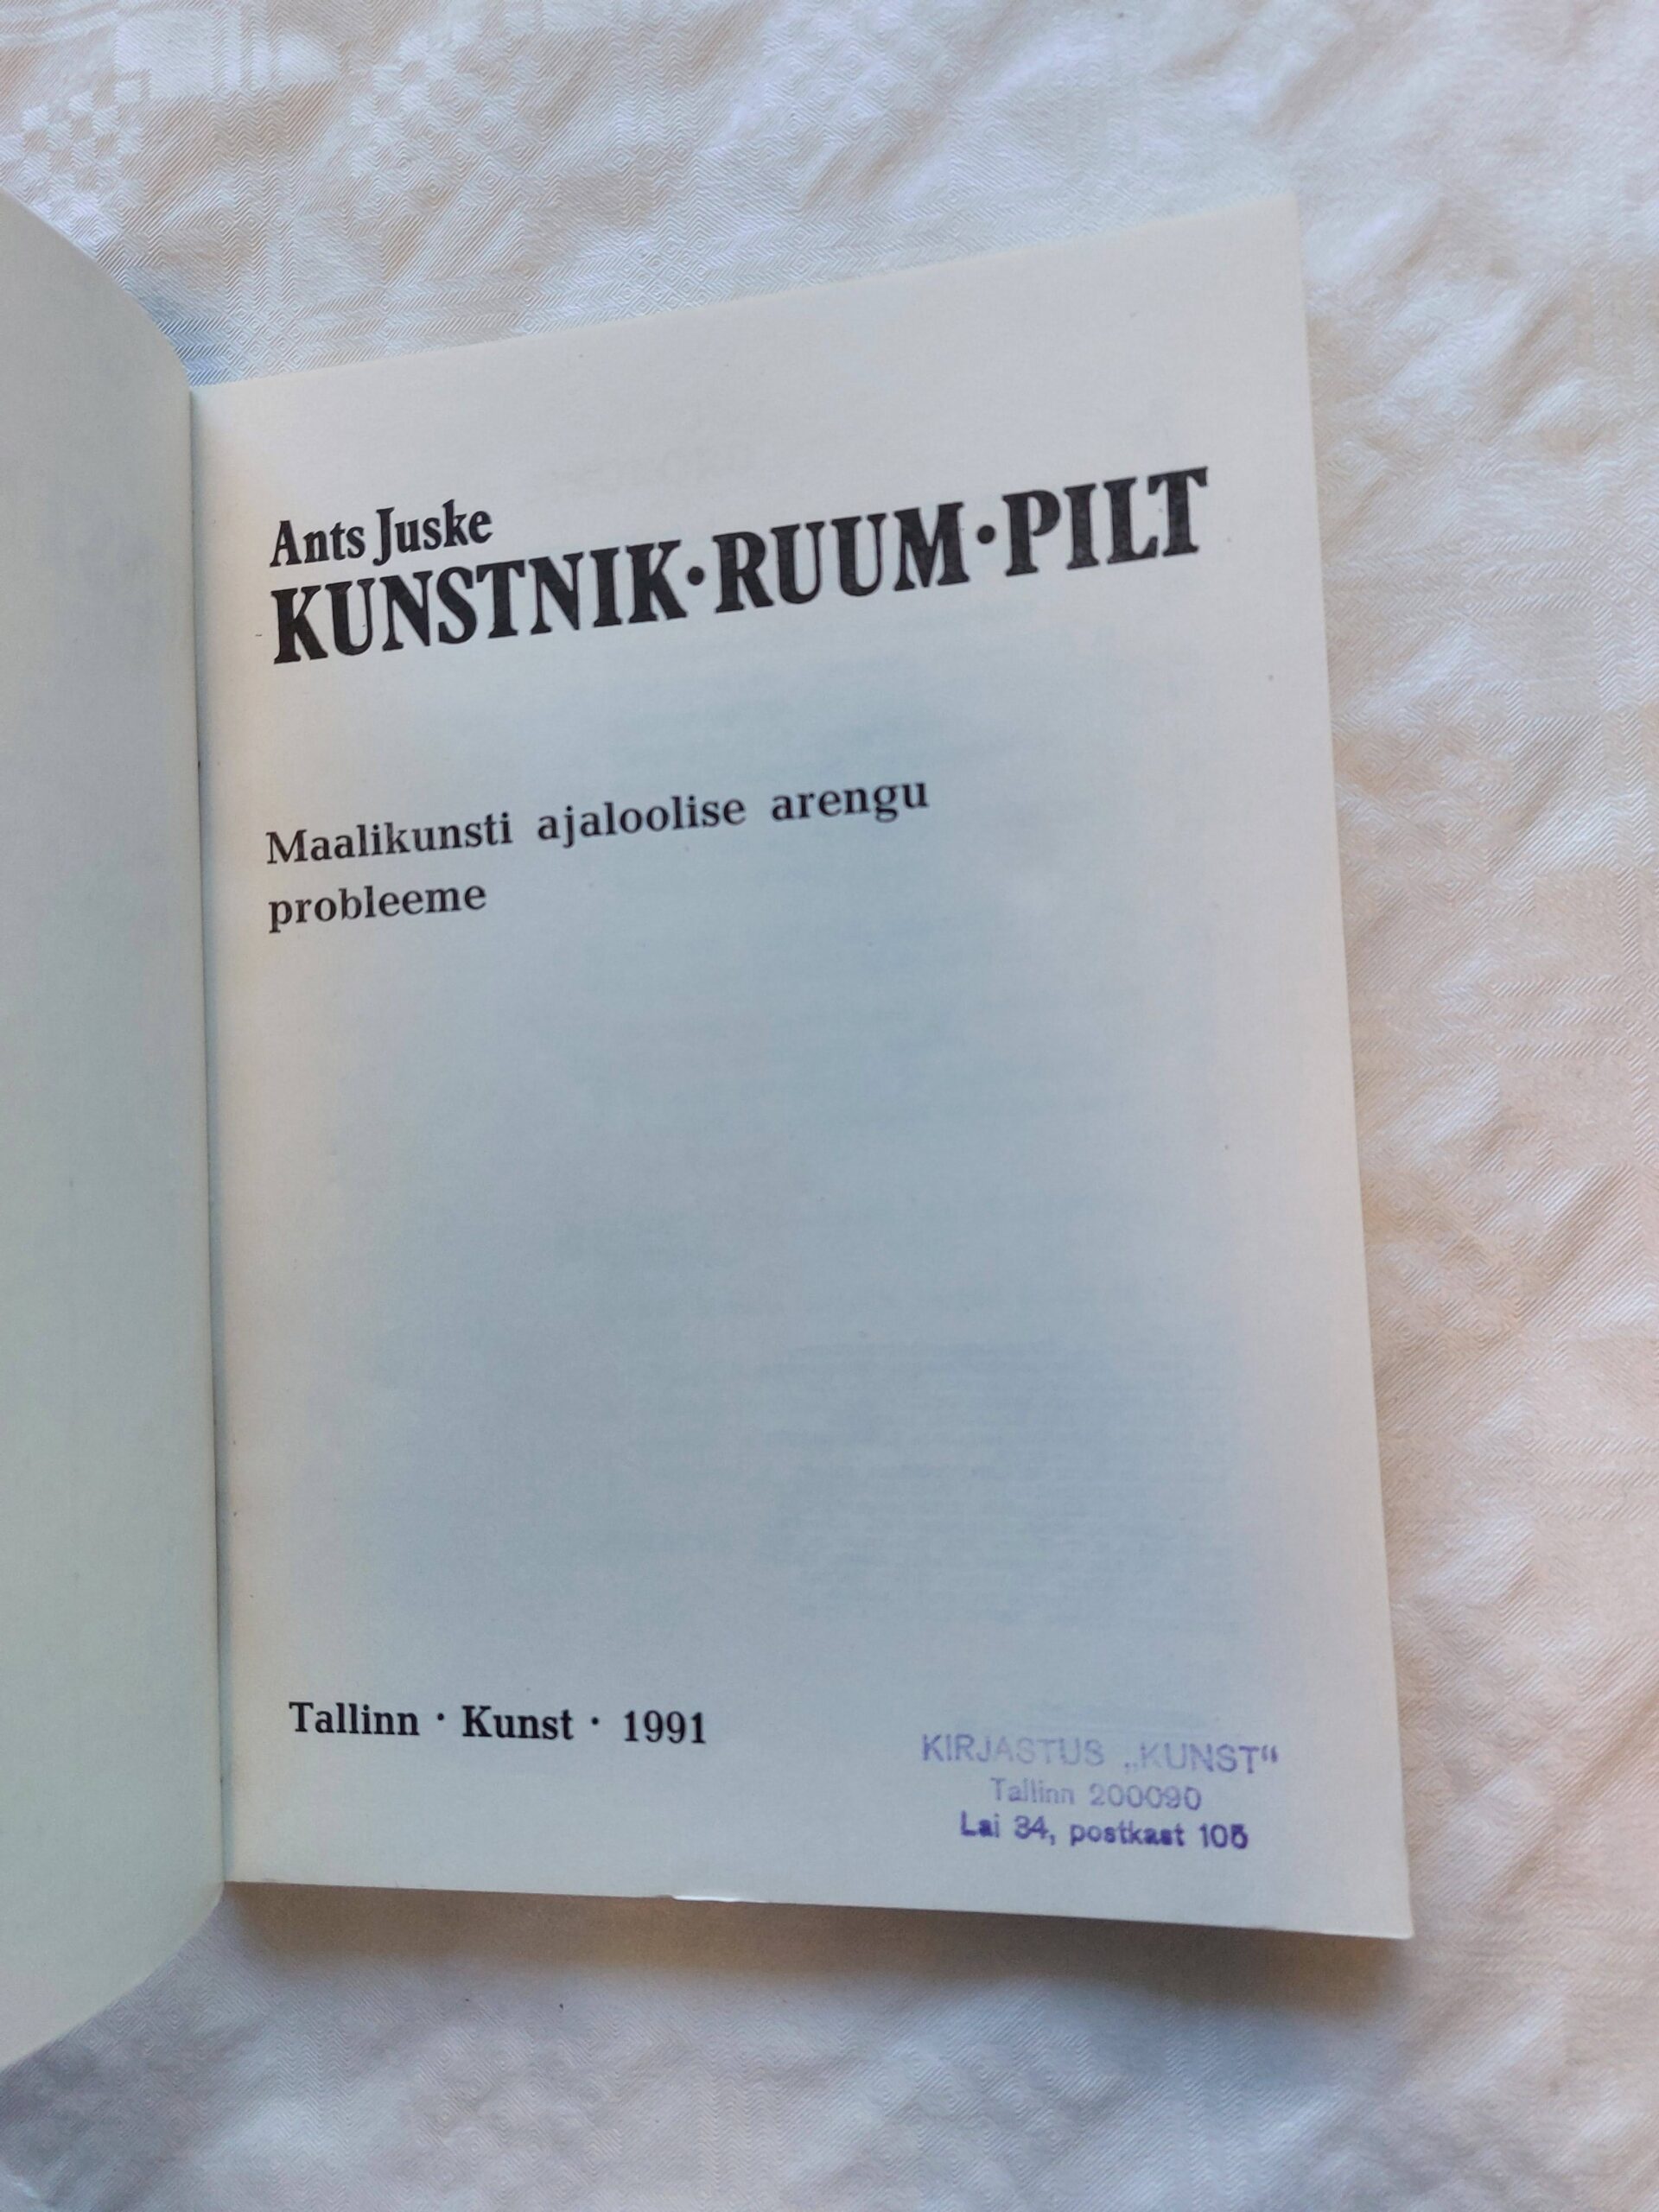 Ants Juske
KUNSTNIK·RUUM·PILT
Maalikunsti ajaloolise arengu
probleeme
Tallinn · Kunst · 1991
KIRJASTUS „KUNST“
Tallinn 200090
Lai 34, postkast 105